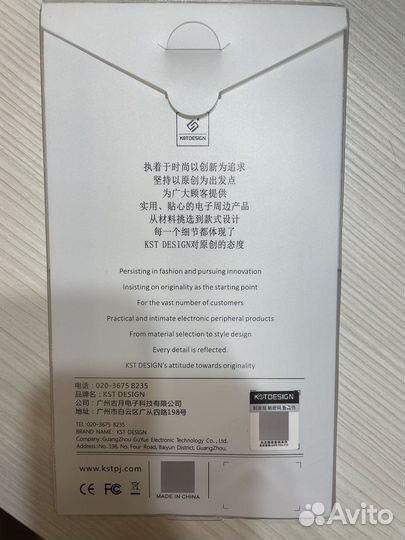 K&TDESIGN
执着于时尚以创新为追求
坚持以原创为出发点
为广大顾客提供
实用、贴心的电子周边产品
从材料挑选到款式设计
每一个细节都体现了
KST DESIGN对原创的态度
Persisting in fashion and pursuing innovation
Insisting on originality as the starting point
For the vast number of customers
Practical and intimate electronic peripheral products
From material selection to style design
Every detail is reflected.
KST DESIGN's attitude towards originality
电话：020-3675 8235
品牌名：KST DESIGN
公司：广州古月电子科技有限公司
地址：广州市白云区广从四路198号
TEL:020-3675 8235
BRAND NAME: KST DESIGN
Company: GuangZhou GuYue Electronic Technology Co., Ltd.
Address: No.198, Four Road, Baiyun District, GuangZhou.
K&TDESIGN
www.kstpj.com
CE FC
MADE IN CHINA
Avito